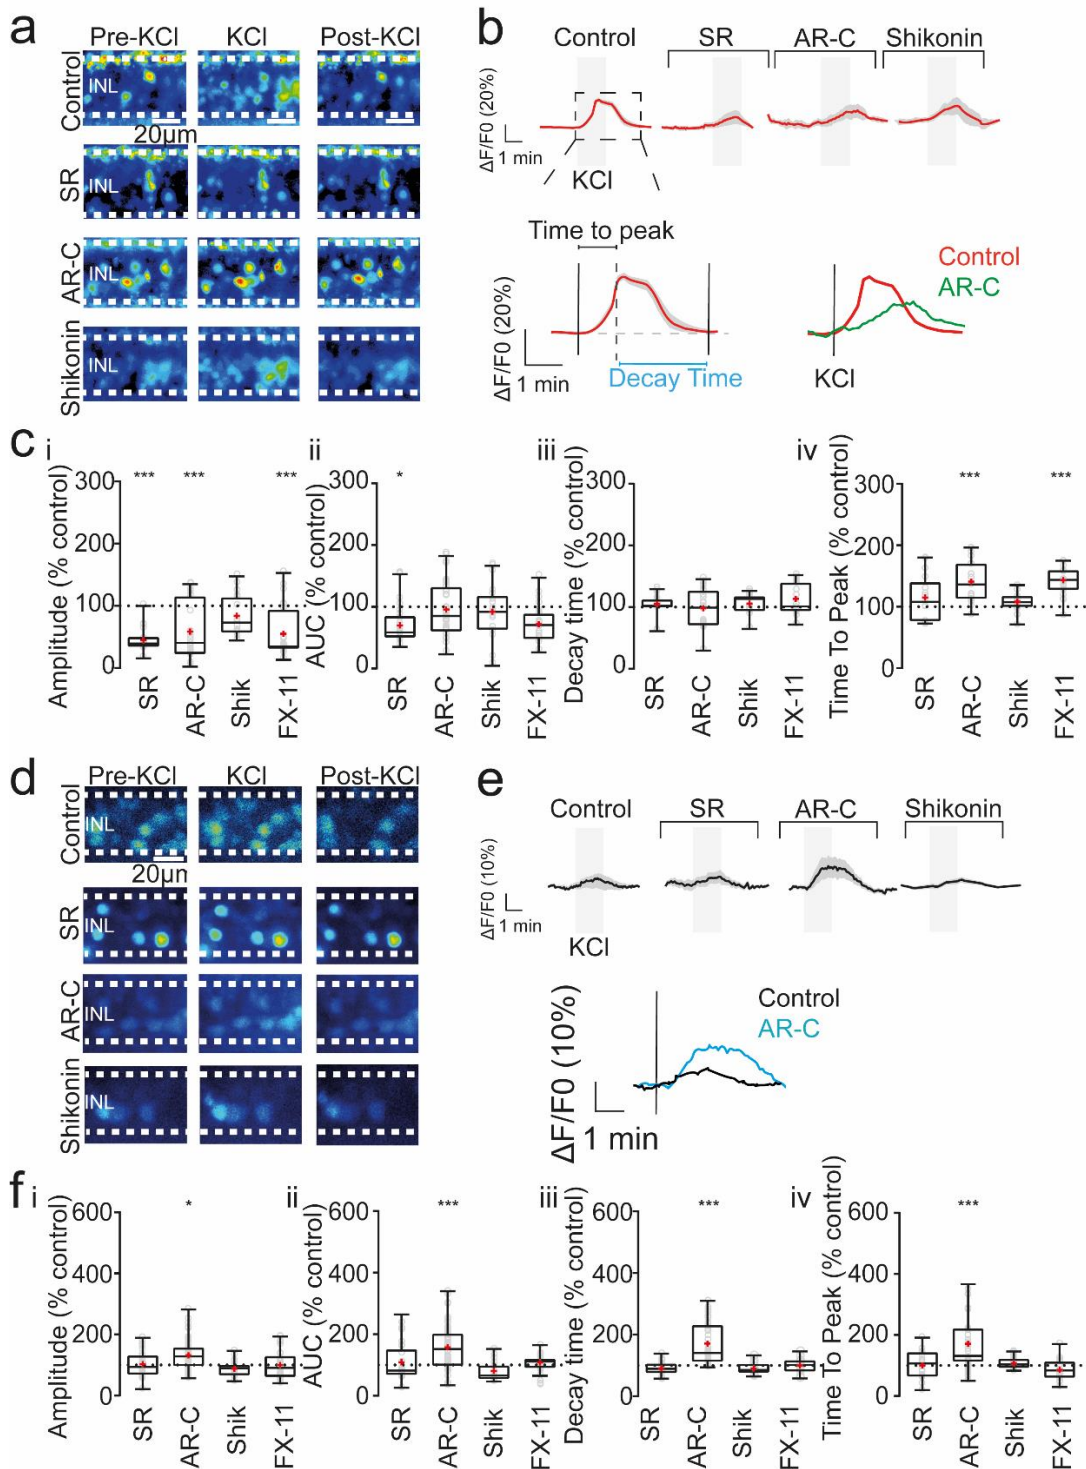 a
Pre-KCl KCl Post-KCl
Control
INL
20µm
SR
INL
AR-C
INL
Shikonin
INL
b
Control SR AR-C Shikonin
ΔF/F0 (20%)
1 min
KCl
Time to peak
ΔF/F0 (20%)
1 min
Decay Time
Control
AR-C
KCl
c
i
Amplitude (% control)
300
200
100
0
*** *** ***
SR AR-C Shik FX-11
ii
AUC (% control)
300
200
100
0
*
SR AR-C Shik FX-11
iii
Decay time (% control)
300
200
100
0
SR AR-C Shik FX-11
iv
Time To Peak (% control)
300
200
100
0
*** ***
SR AR-C Shik FX-11
d
Pre-KCl KCl Post-KCl
Control
INL
20µm
SR
INL
AR-C
INL
Shikonin
INL
e
Control SR AR-C Shikonin
ΔF/F0 (10%)
1 min
KCl
Control
AR-C
ΔF/F0 (10%)
1 min
f
i
Amplitude (% control)
600
400
200
0
*
SR AR-C Shik FX-11
ii
AUC (% control)
600
400
200
0
***
SR AR-C Shik FX-11
iii
Decay time (% control)
600
400
200
0
***
SR AR-C Shik FX-11
iv
Time To Peak (% control)
600
400
200
0
***
SR AR-C Shik FX-11